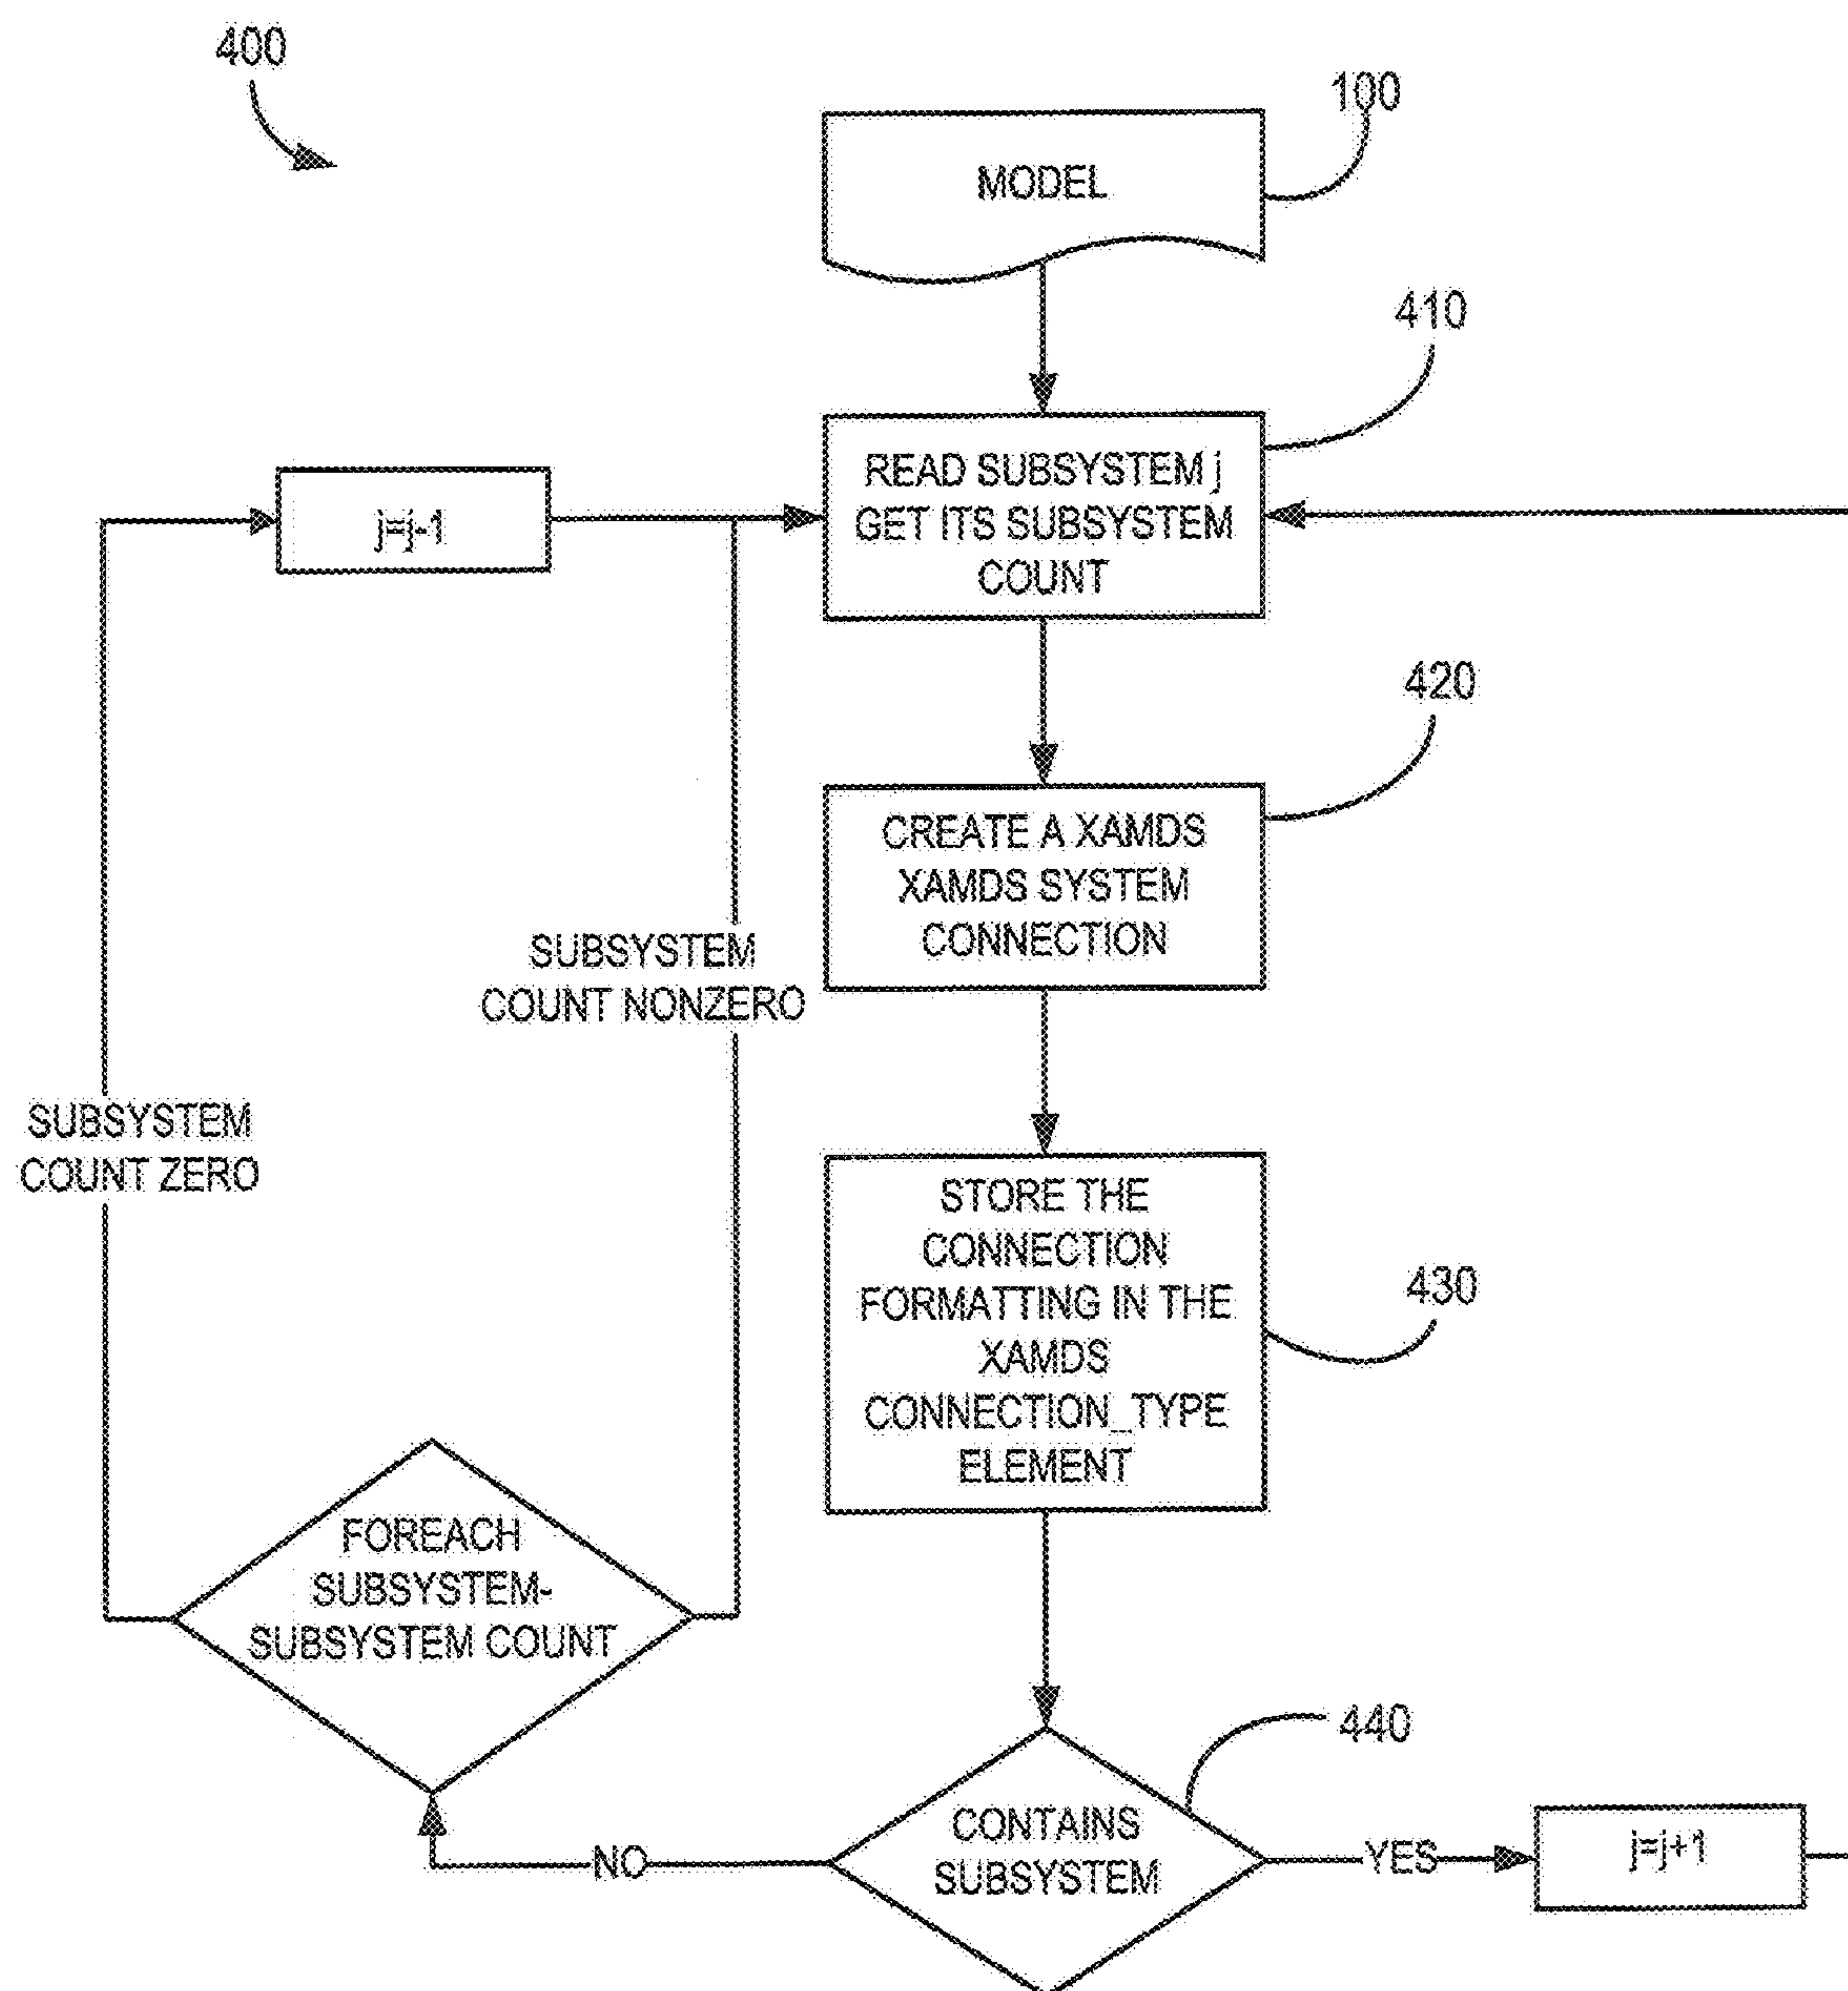 400
100
MODEL
410
READ SUBSYSTEM j
GET ITS SUBSYSTEM
COUNT
j=j-1
420
CREATE A XAMDS
XAMDS SYSTEM
CONNECTION
SUBSYSTEM
COUNT NONZERO
SUBSYSTEM
COUNT ZERO
STORE THE
CONNECTION
FORMATTING IN THE
XAMDS
CONNECTION_TYPE
ELEMENT
430
FOREACH
SUBSYSTEM-
SUBSYSTEM COUNT
440
CONTAINS
SUBSYSTEM
NO
YES
j=j+1